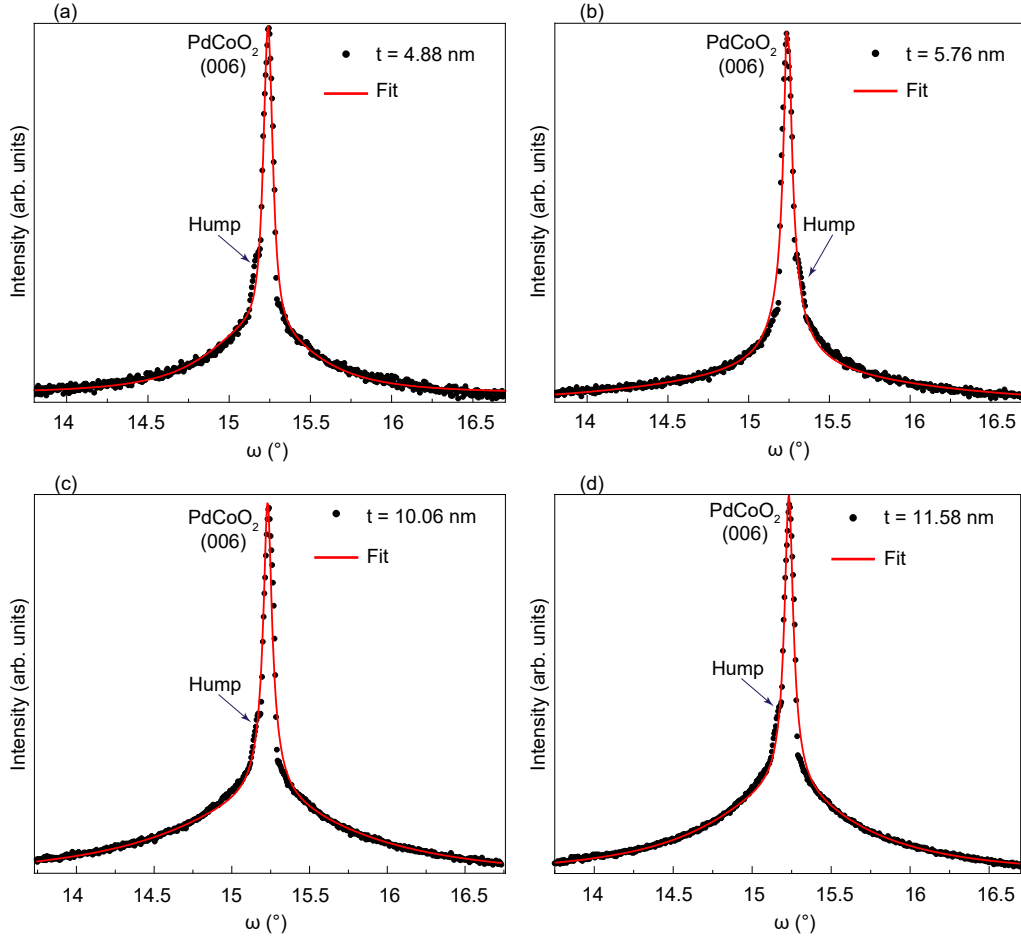 (a)
PdCoO₂
(006)
t = 4.88 nm
Fit
Hump
Intensity (arb. units)
14 14.5 15 15.5 16 16.5
ω (°)
(b)
PdCoO₂
(006)
t = 5.76 nm
Fit
Hump
Intensity (arb. units)
14 14.5 15 15.5 16 16.5
ω (°)
(c)
PdCoO₂
(006)
t = 10.06 nm
Fit
Hump
Intensity (arb. units)
14 14.5 15 15.5 16 16.5
ω (°)
(d)
PdCoO₂
(006)
t = 11.58 nm
Fit
Hump
Intensity (arb. units)
14 14.5 15 15.5 16 16.5
ω (°)